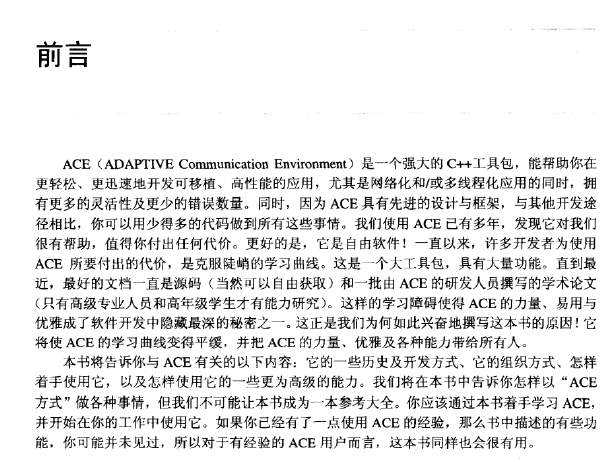 前言
ACE（ADAPTIVE Communication Environment）是一个强大的 C++工具包，能帮助你在
更轻松、更迅速地开发可移植、高性能的应用，尤其是网络化和/或多线程化应用的同时，拥
有更多的灵活性及更少的错误数量。同时，因为 ACE 具有先进的设计与框架，与其他开发途
径相比，你可以用少得多的代码做到所有这些事情。我们使用 ACE 已有多年，发现它对我们
很有帮助，值得你付出任何代价。更好的是，它是自由软件！一直以来，许多开发者为使用
ACE 所要付出的代价，是克服陡峭的学习曲线。这是一个大工具包，具有大量功能。直到最
近，最好的文档一直是源码（当然可以自由获取）和一批由 ACE 的研发人员撰写的学术论文
（只有高级专业人员和高年级学生才有能力研究）。这样的学习障碍使得 ACE 的力量、易用与
优雅成了软件开发中隐藏最深的秘密之一。这正是我们为何如此兴奋地撰写这本书的原因！它
将使 ACE 的学习曲线变得平缓，并把 ACE 的力量、优雅及各种能力带给所有人。
本书将告诉你与 ACE 有关的以下内容：它的一些历史及开发方式、它的组织方式、怎样
着手使用它，以及怎样使用它的一些更为高级的能力。我们将在本书中告诉你怎样以“ACE
方式”做各种事情，但我们不可能让本书成为一本参考大全。你应该通过本书着手学习 ACE，
并开始在你的工作中使用它。如果你已经有了一点使用 ACE 的经验，那么书中描述的有些功
能，你可能并未见过，所以对于有经验的 ACE 用户而言，这本书同样也会很有用。